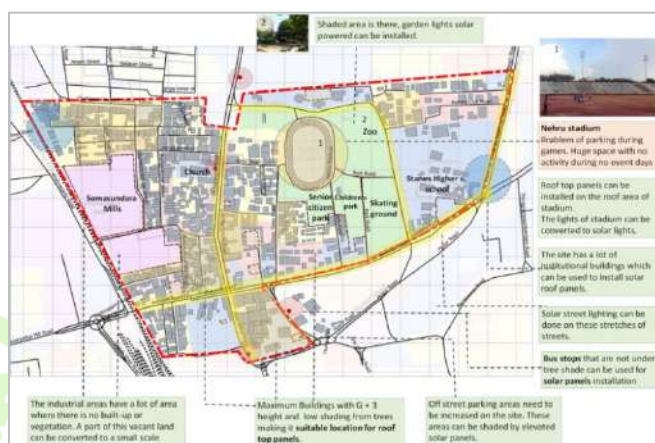 2
Shaded area is there, garden lights solar
powered can be installed.
1
Nehru stadium
Problem of parking during
games. Huge space with no
activity during no-event days
Roof top panels can be
installed on the roof area of
stadium.
The lights of stadium can be
converted to solar lights.
The site has a lot of
institutional buildings which
can be used to install solar
roof panels.
Solar street lighting can be
done on these stretches of
streets.
Bus stops that are not under
tree shade can be used for
solar panels installation
1
2
Zoo
Church
Somasundara
Mills
Senior
citizen
park
Children's
park
Skating
ground
Stanes Higher s.
school
The industrial areas have a lot of area
where there is no built-up or
vegetation. A part of this vacant land
can be converted to a small scale
Maximum Buildings with G + 3
height and low shading from trees
making it suitable location for roof
top panels.
Off street parking areas need to
be increased on the site. These
areas can be shaded by elevated
solar panels.